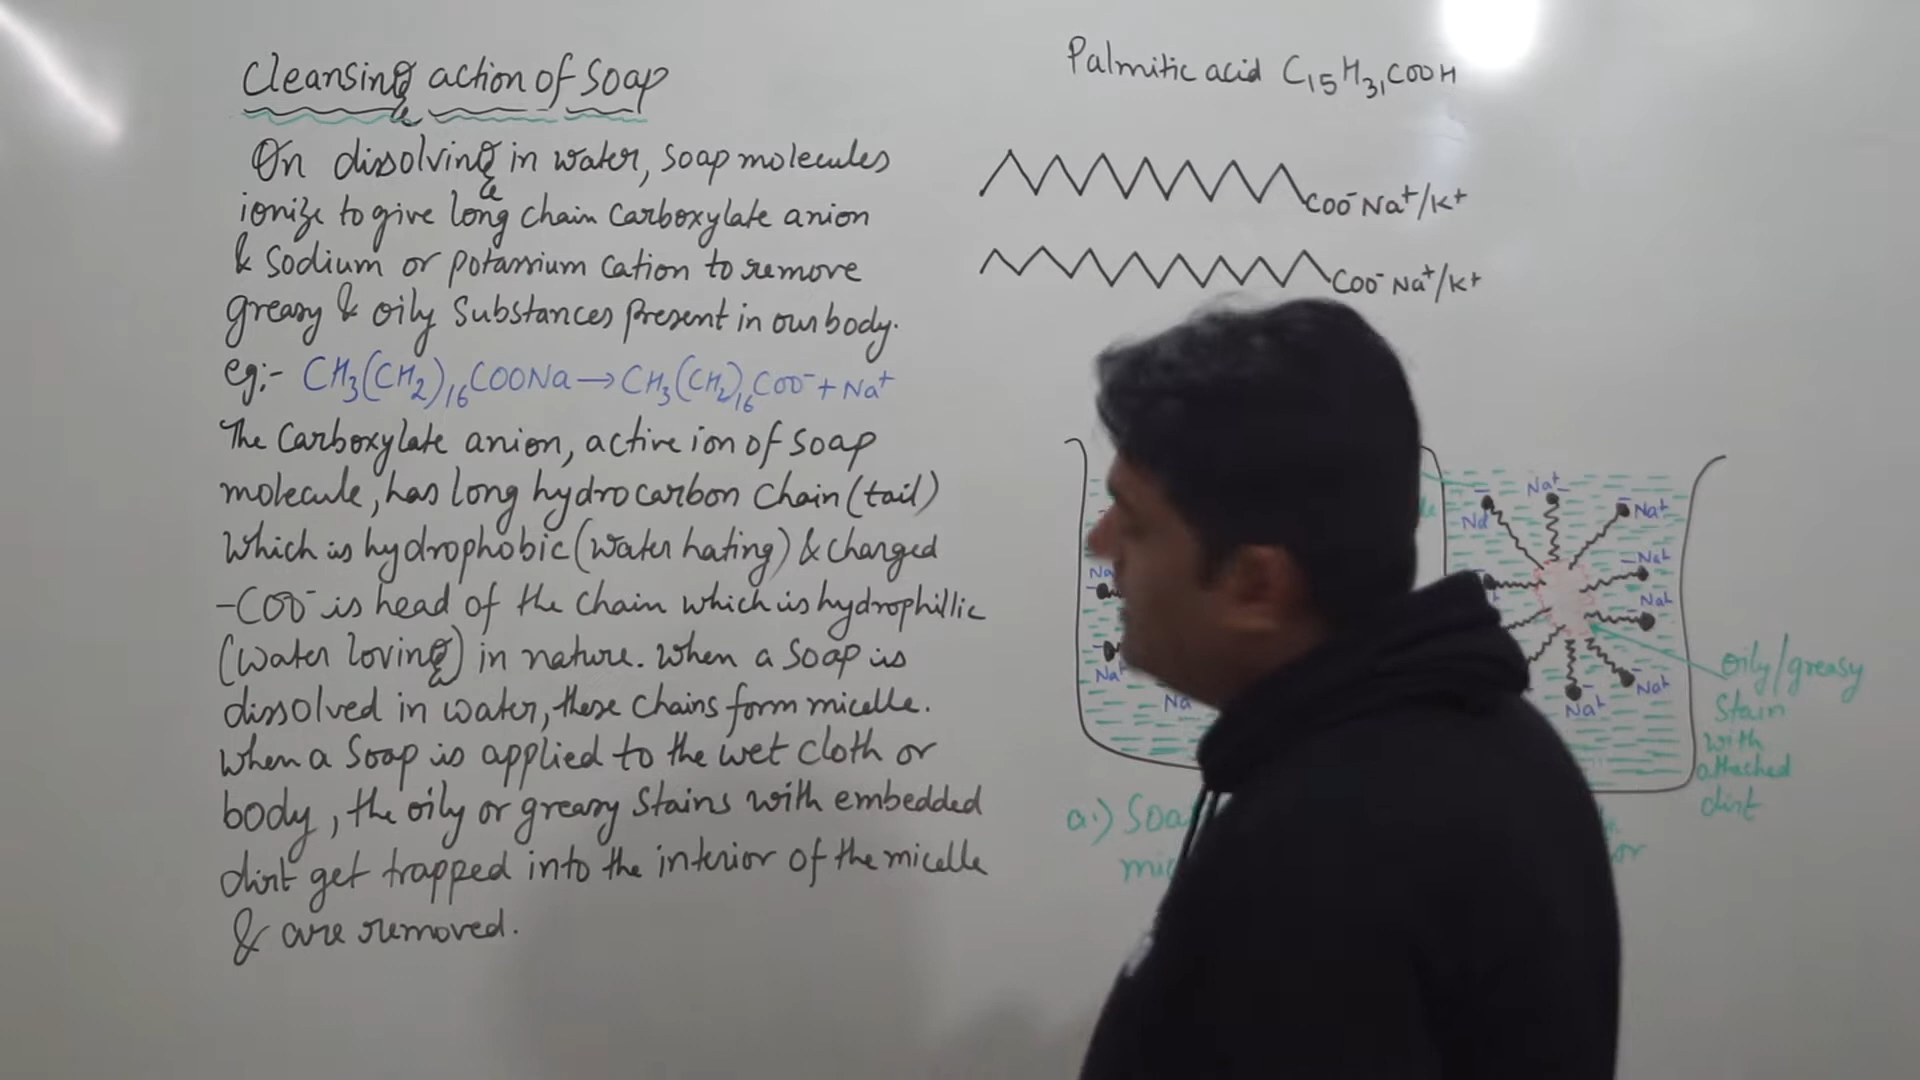 Cleansing action of Soap
On dissolving in water, soap molecules
ionize to give long chain carboxylate anion
& sodium or potassium cation to remove
greasy & oily substances present in our body.
eg:- CH₃(CH₂)₁₆COONa → CH₃(CH₂)₁₆COO⁻ + Na⁺
The Carboxylate anion, active ion of soap
molecule, has long hydrocarbon chain (tail)
which is hydrophobic (water hating) & charged
-COO⁻ is head of the chain which is hydrophillic
(water loving) in nature. When a soap is
dissolved in water, these chains form micelle.
when a soap is applied to the wet cloth or
body, the oily or greasy stains with embedded
dirt get trapped into the interior of the micelle
& are removed.
Palmitic acid C₁₅H₃₁COOH
COO⁻Na⁺/K⁺
COO⁻Na⁺/K⁺
Na
Na⁺
Na
a.) Soa
mic
Na⁺
Na⁺
Na⁺
Na⁺
Na⁺
Na⁺
oily/greasy
stain
with
attached
dirt
or